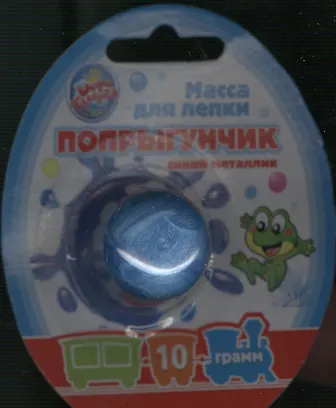 Масса
для лепки
ПОПРЫГУНЧИК
синий металлик
10 грамм